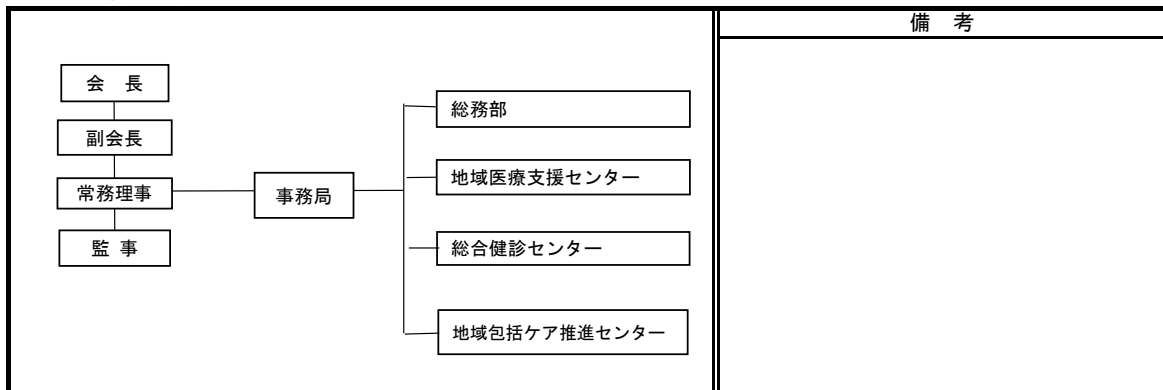 備 考
会 長
副会長
常務理事
監 事
事務局
総務部
地域医療支援センター
総合健診センター
地域包括ケア推進センター